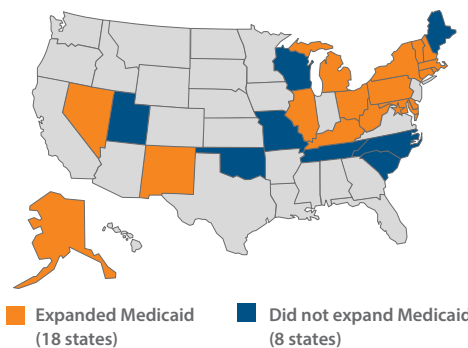 Expanded Medicaid
(18 states)
Did not expand Medicaid
(8 states)